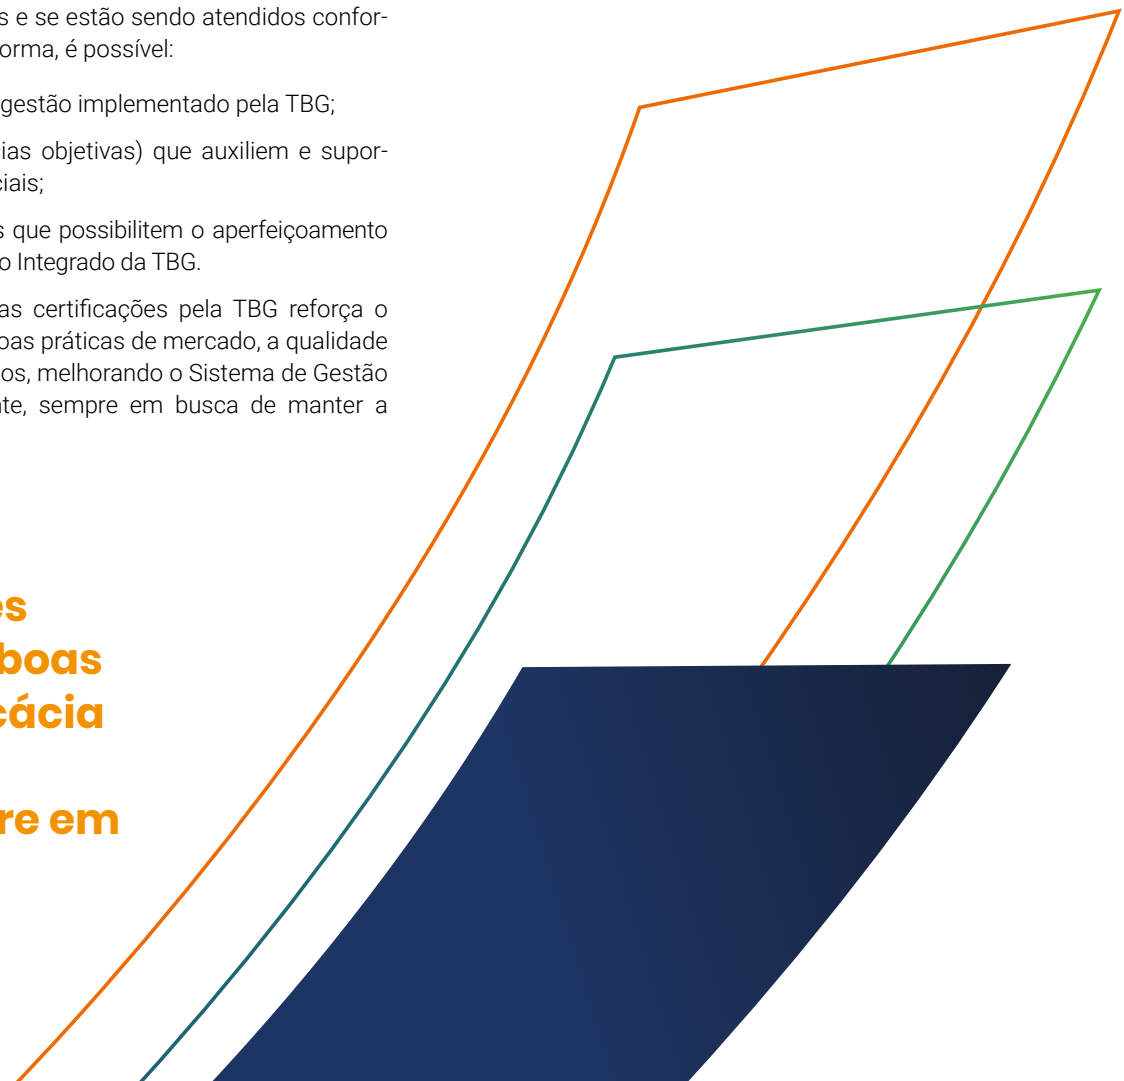 s e se estão sendo atendidos confor-
orma, é possível:
gestão implementado pela TBG;
ias objetivas) que auxiliem e supor-
ciais;
s que possibilitem o aperfeiçoamento
o Integrado da TBG.
as certificações pela TBG reforça o
oas práticas de mercado, a qualidade
os, melhorando o Sistema de Gestão
te, sempre em busca de manter a
es
boas
cácia
re em